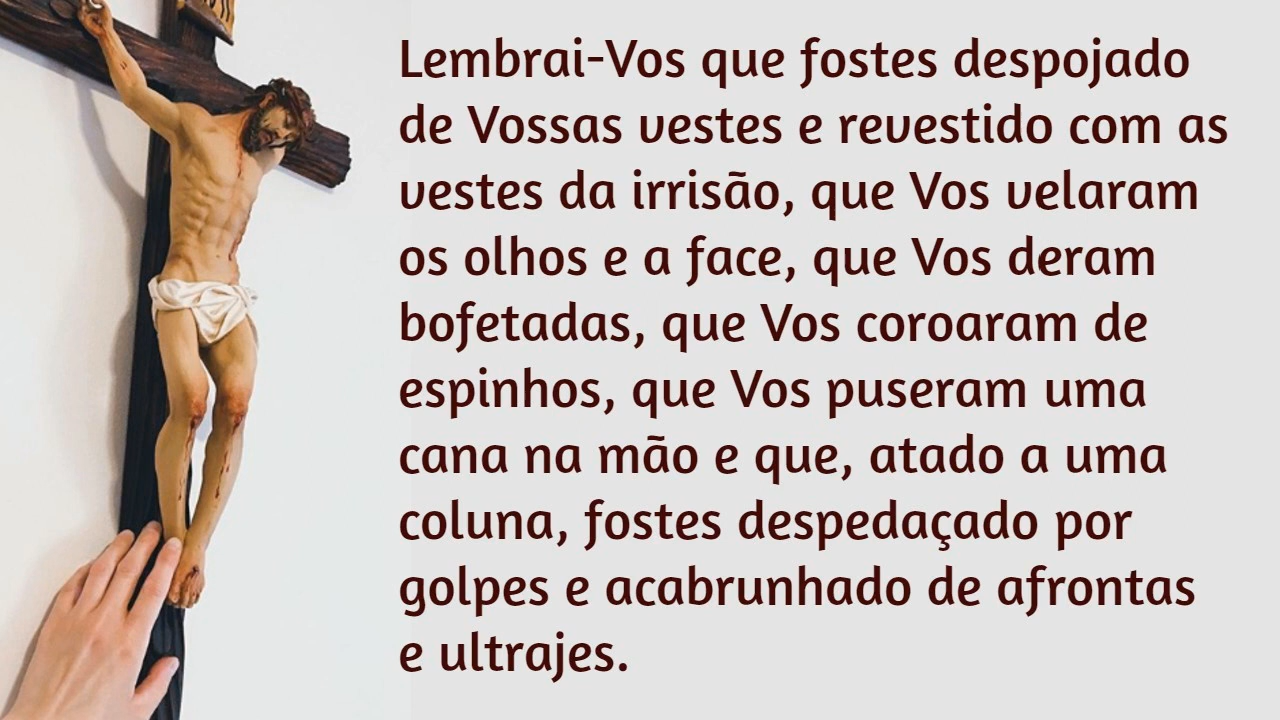 Lembrai-Vos que fostes despojado
de Vossas vestes e revestido com as
vestes da irrisão, que Vos velaram
os olhos e a face, que Vos deram
bofetadas, que Vos coroaram de
espinhos, que Vos puseram uma
cana na mão e que, atado a uma
coluna, fostes despedaçado por
golpes e acabrunhado de afrontas
e ultrajes.